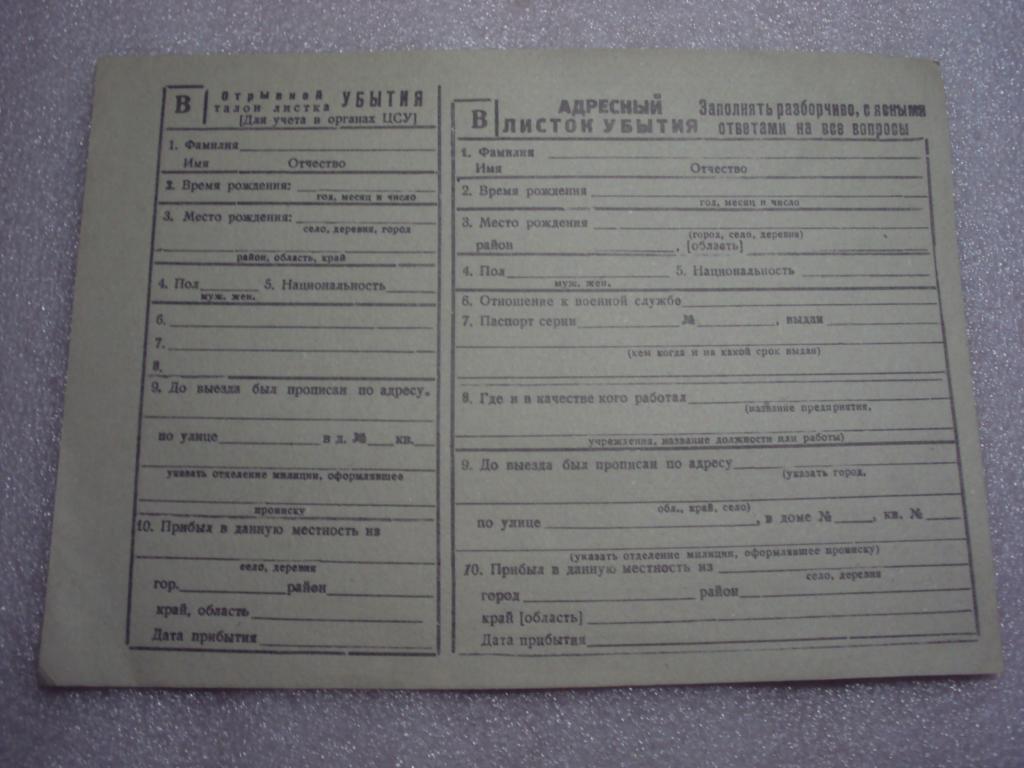 В
Отрывной
талон листка УБЫТИЯ
[Для учета в органах ЦСУ]
1. Фамилия
Имя Отчество
2. Время рождения:
год, месяц и число
3. Место рождения:
село, деревня, город
район, область, край
4. Пол 5. Национальность
муж. жен.
6.
7.
8.
9. До выезда был прописан по адресу.
по улице в д. № кв.
указать отделение милиции, оформлявшее
прописку
10. Прибыл в данную местность из
село, деревня
гор. район
край, область
Дата прибытия
В
АДРЕСНЫЙ
ЛИСТОК УБЫТИЯ
Заполнять разборчиво, с ясными
ответами на все вопросы
1. Фамилия
Имя Отчество
2. Время рождения
год, месяц и число
3. Место рождения
(город, село, деревня)
район , [область]
4. Пол 5. Национальность
муж. жен.
6. Отношение к военной службе
7. Паспорт серии № , выдан
(кем когда и на какой срок выдан)
8. Где и в качестве кого работал
(название предприятия,
учреждения, название должности или работы)
9. До выезда был прописан по адресу
(указать город,
обл., край, село)
по улице , в доме № , кв. №
(указать отделение милиции, оформлявшее прописку)
10. Прибыл в данную местность из
село, деревня
город район
край [область]
Дата прибытия